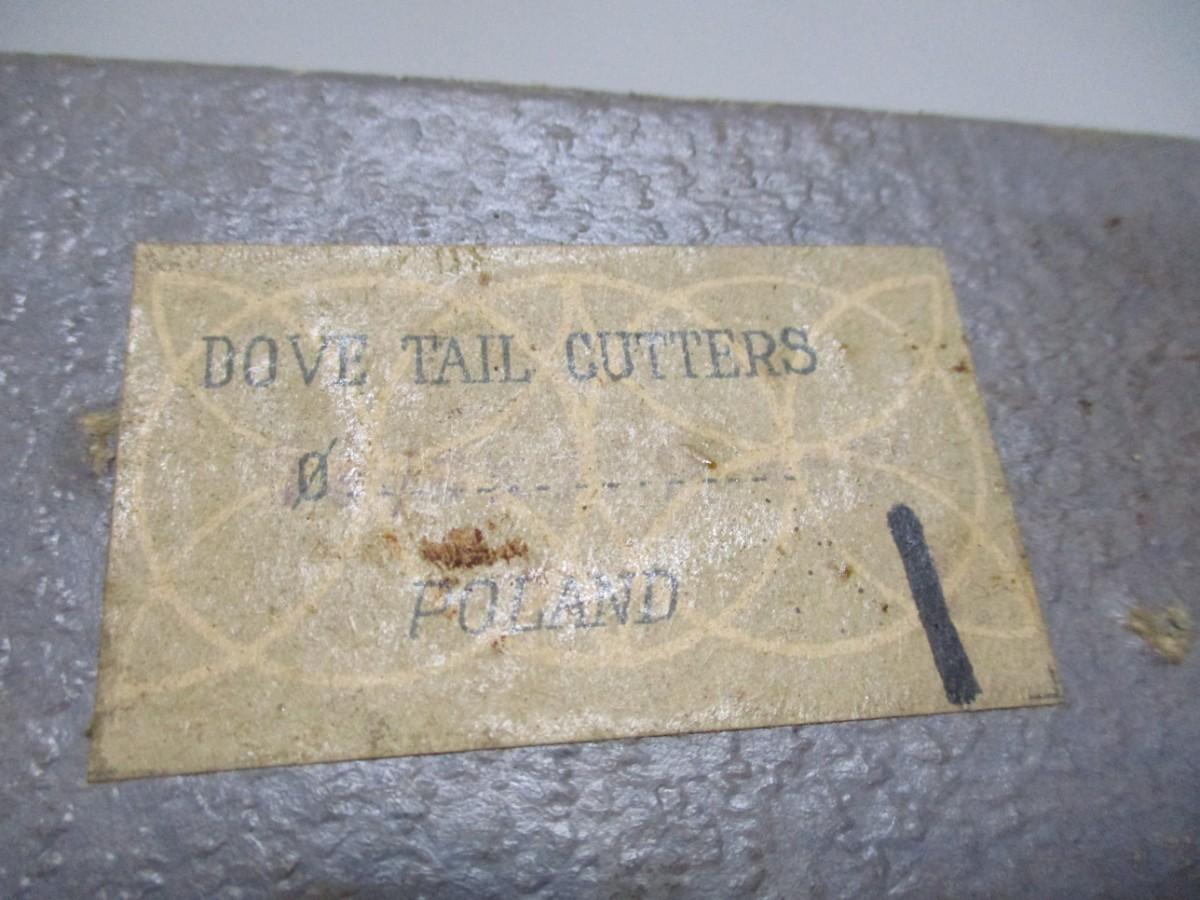 DOVE TAIL CUTTERS
Ø ------------------
POLAND